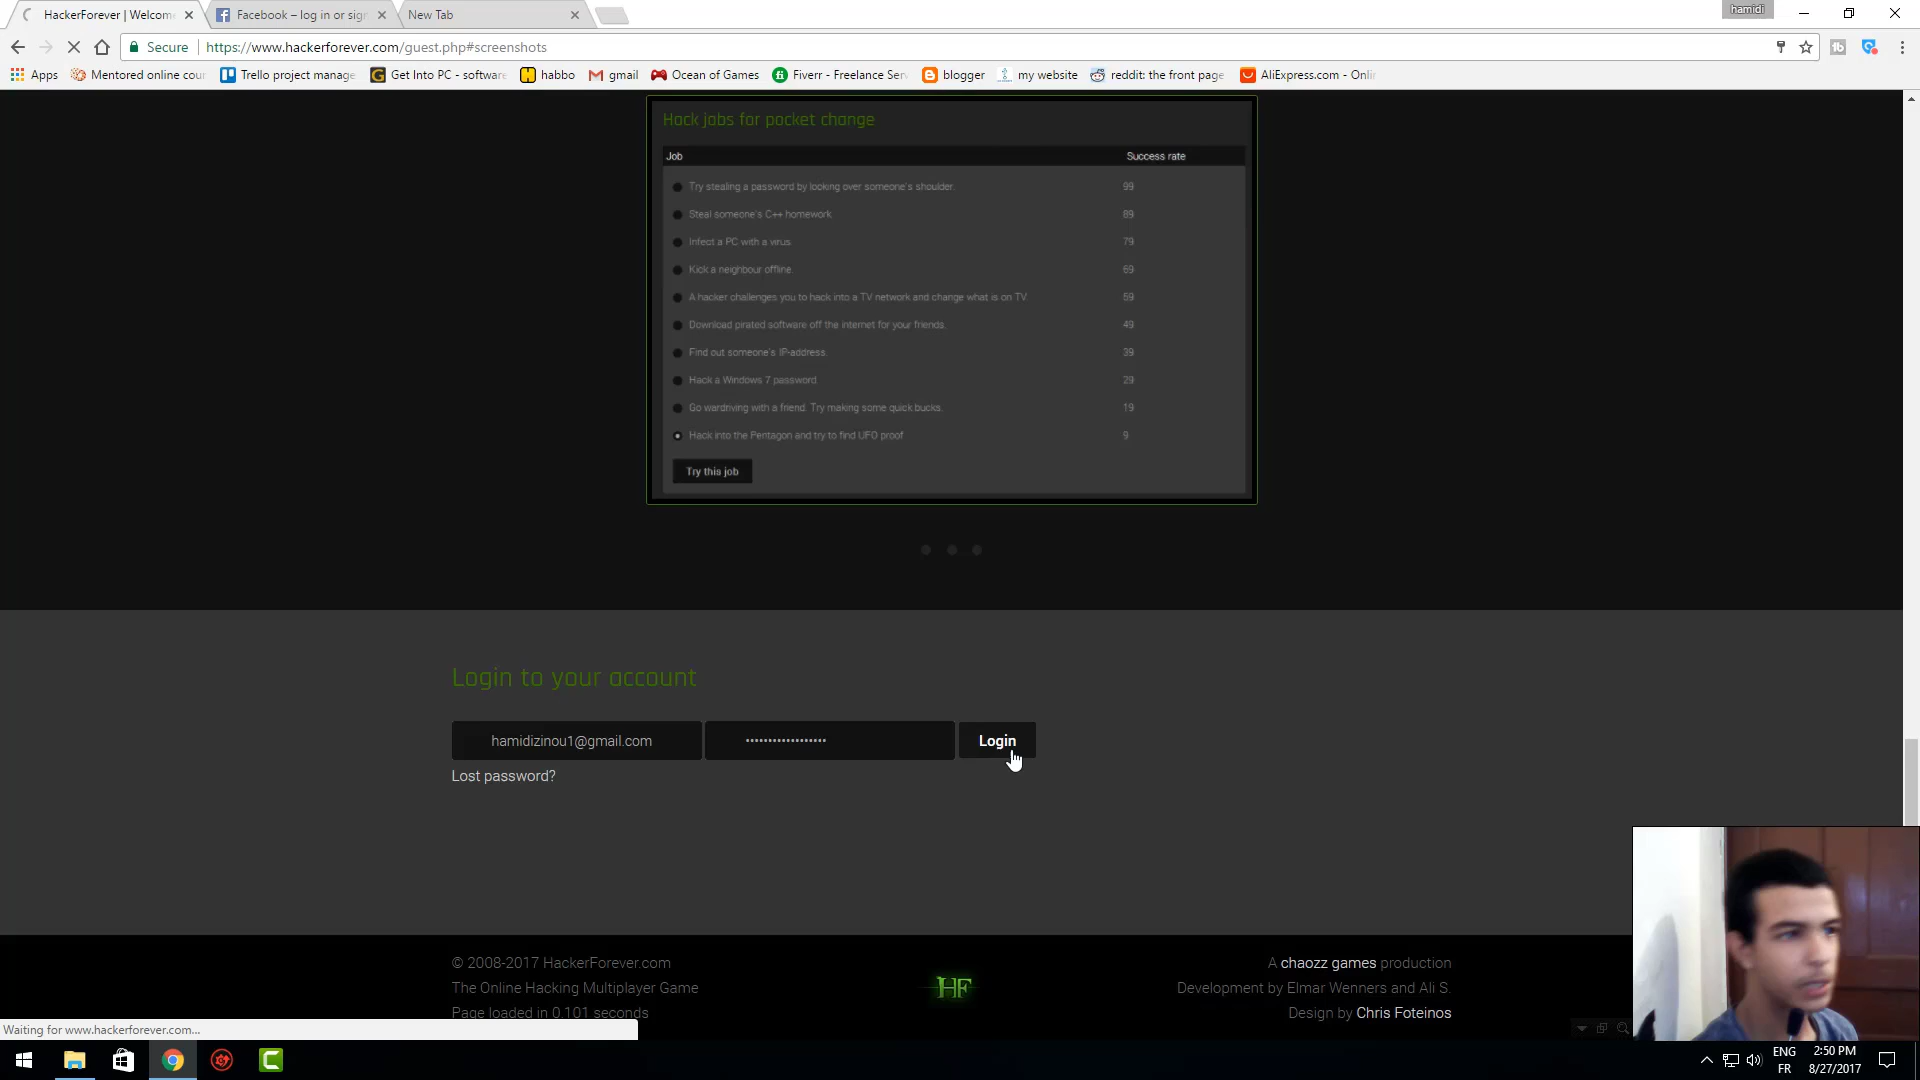 HackerForever | Welcome
Facebook – log in or sign
New Tab
hamidi
Secure
https://www.hackerforever.com/guest.php#screenshots
Apps
Mentored online cour
Trello project manage
Get Into PC - software
habbo
gmail
Ocean of Games
Fiverr - Freelance Serv
blogger
my website
reddit: the front page
AliExpress.com - Onli
Hack jobs for pocket change
Job
Success rate
Try stealing a password by looking over someone's shoulder.
99
Steal someone's C++ homework
89
Infect a PC with a virus.
79
Kick a neighbour offline.
69
A hacker challenges you to hack into a TV network and change what is on TV
59
Download pirated software off the internet for your friends.
49
Find out someone's IP-address.
39
Hack a Windows 7 password
29
Go wardriving with a friend. Try making some quick bucks.
19
Hack into the Pentagon and try to find UFO proof
9
Try this job
Login to your account
hamidizinou1@gmail.com
••••••••••••••••••
Login
Lost password?
© 2008-2017 HackerForever.com
The Online Hacking Multiplayer Game
Page loaded in 0.101 seconds
HF
A chaozz games production
Development by Elmar Wenners and Ali S.
Design by Chris Foteinos
Waiting for www.hackerforever.com...
ENG
FR
2:50 PM
8/27/2017